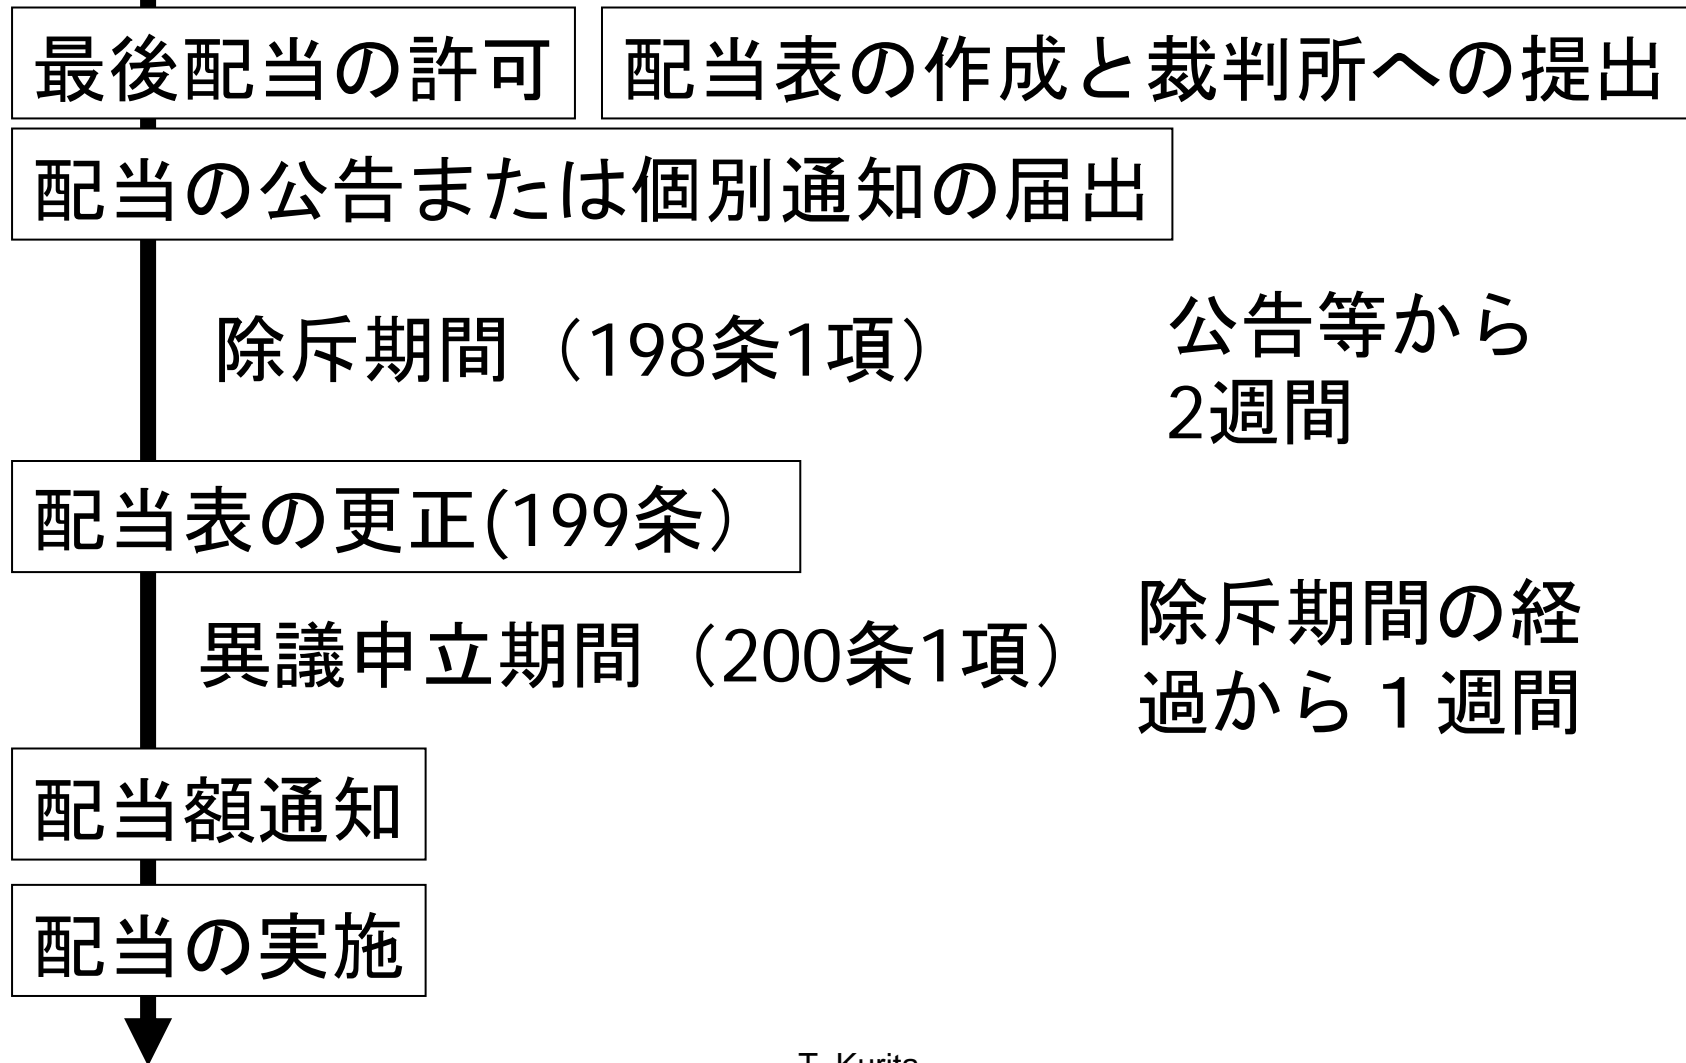 最後配当の許可
配当表の作成と裁判所への提出
配当の公告または個別通知の届出
除斥期間（198条1項）
公告等から
2週間
配当表の更正(199条）
異議申立期間（200条1項）
除斥期間の経
過から１週間
配当額通知
配当の実施
T. Kurita